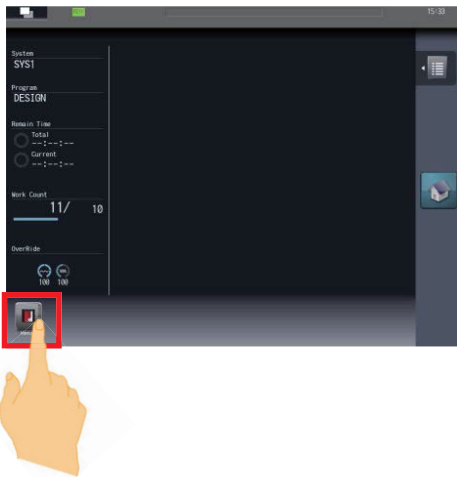 15:33
System
SYS1
Program
DESIGN
Remain Time
Total
--:--:--
Current
--:--:--
Work Count
11/ 10
OverRide
100 100